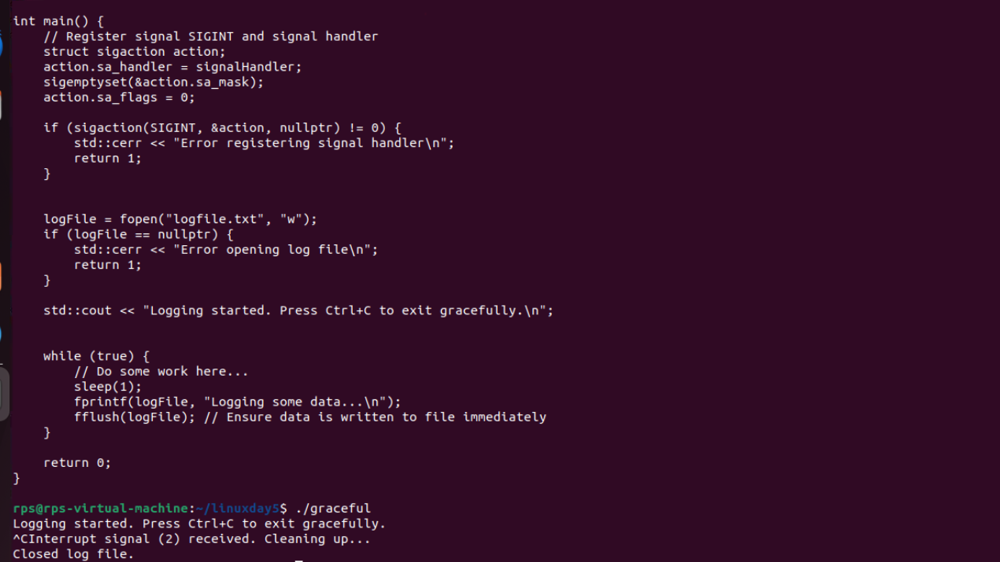 int main() {
    // Register signal SIGINT and signal handler
    struct sigaction action;
    action.sa_handler = signalHandler;
    sigemptyset(&action.sa_mask);
    action.sa_flags = 0;

    if (sigaction(SIGINT, &action, nullptr) != 0) {
        std::cerr << "Error registering signal handler\n";
        return 1;
    }


    logFile = fopen("logfile.txt", "w");
    if (logFile == nullptr) {
        std::cerr << "Error opening log file\n";
        return 1;
    }

    std::cout << "Logging started. Press Ctrl+C to exit gracefully.\n";


    while (true) {
        // Do some work here...
        sleep(1);
        fprintf(logFile, "Logging some data...\n");
        fflush(logFile); // Ensure data is written to file immediately
    }

    return 0;
}

rps@rps-virtual-machine:~/linuxday5$ ./graceful
Logging started. Press Ctrl+C to exit gracefully.
^CInterrupt signal (2) received. Cleaning up...
Closed log file.